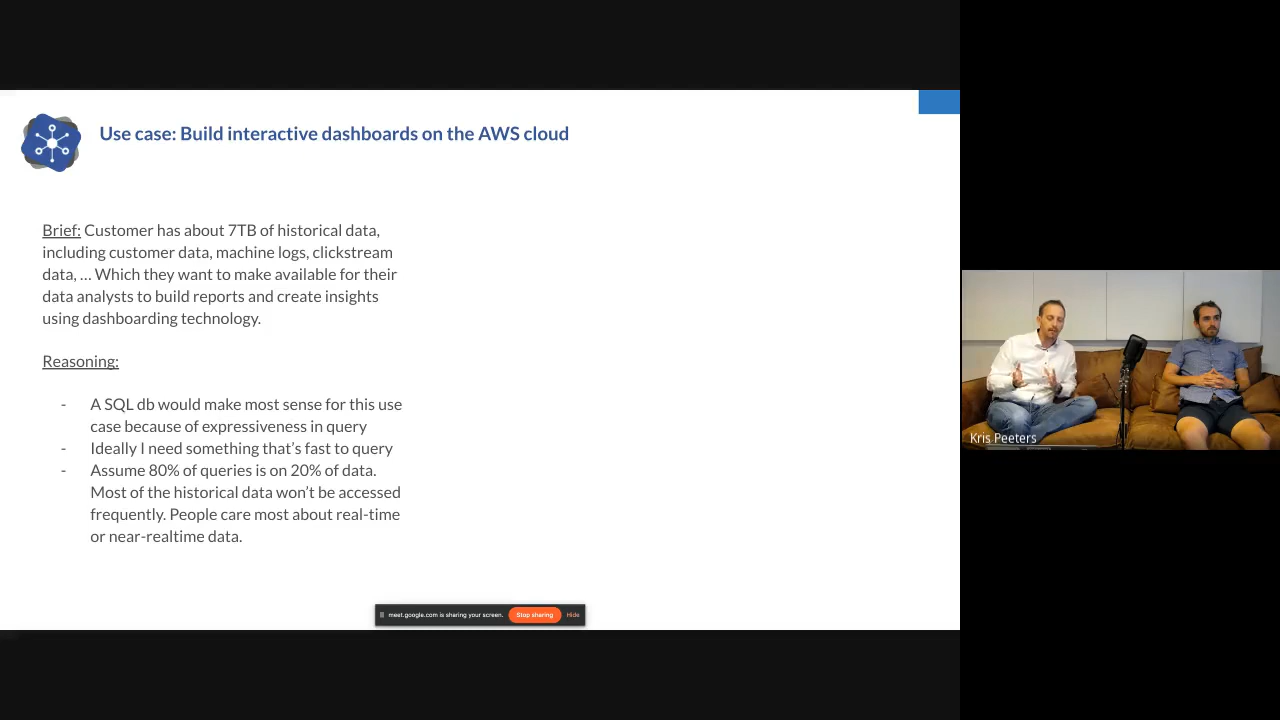 Use case: Build interactive dashboards on the AWS cloud
Brief: Customer has about 7TB of historical data,
including customer data, machine logs, clickstream
data, ... Which they want to make available for their
data analysts to build reports and create insights
using dashboarding technology.
Reasoning:
- A SQL db would make most sense for this use
case because of expressiveness in query
- Ideally I need something that's fast to query
- Assume 80% of queries is on 20% of data.
Most of the historical data won't be accessed
frequently. People care most about real-time
or near-realtime data.
meet.google.com is sharing your screen. Stop sharing Hide
Kris Peeters